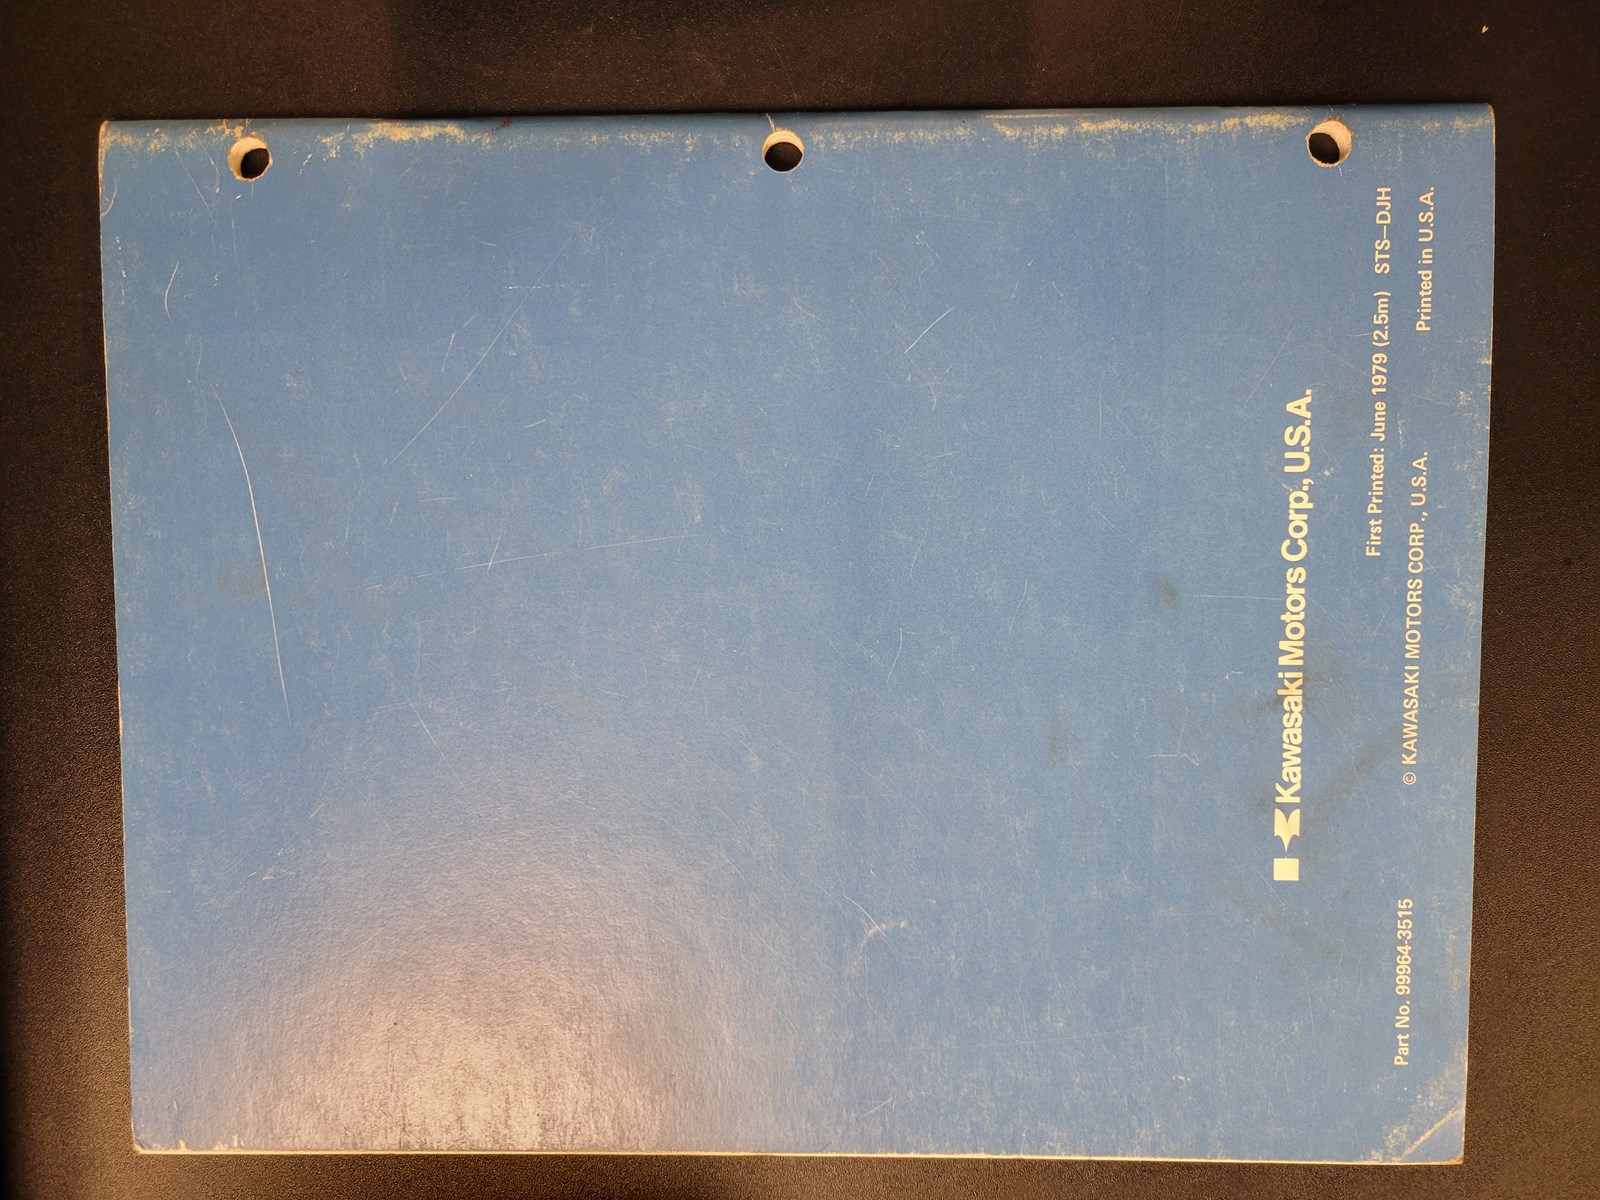 Kawasaki Motors Corp., U.S.A.
Part No. 99964-3515
First Printed: June 1979 (2.5m) STS–DJH
© KAWASAKI MOTORS CORP., U.S.A.
Printed in U.S.A.